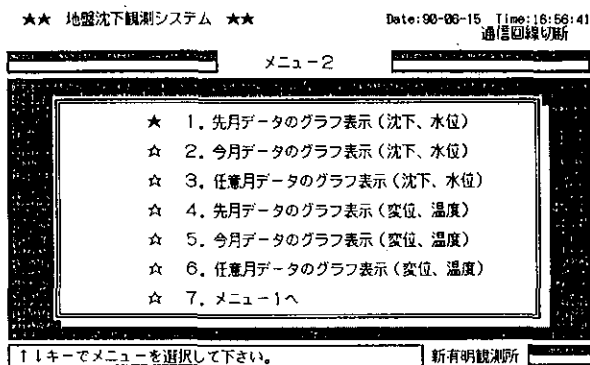 ★★ 地盤沈下観測システム ★★ Date:90-06-15 Time:16:56:41
通信回線切断
メニュー2
★ 1. 先月データのグラフ表示(沈下、水位)
☆ 2. 今月データのグラフ表示(沈下、水位)
☆ 3. 任意月データのグラフ表示(沈下、水位)
☆ 4. 先月データのグラフ表示(変位、温度)
☆ 5. 今月データのグラフ表示(変位、温度)
☆ 6. 任意月データのグラフ表示(変位、温度)
☆ 7. メニュー1へ
↑↓キーでメニューを選択して下さい。 新有明観測所